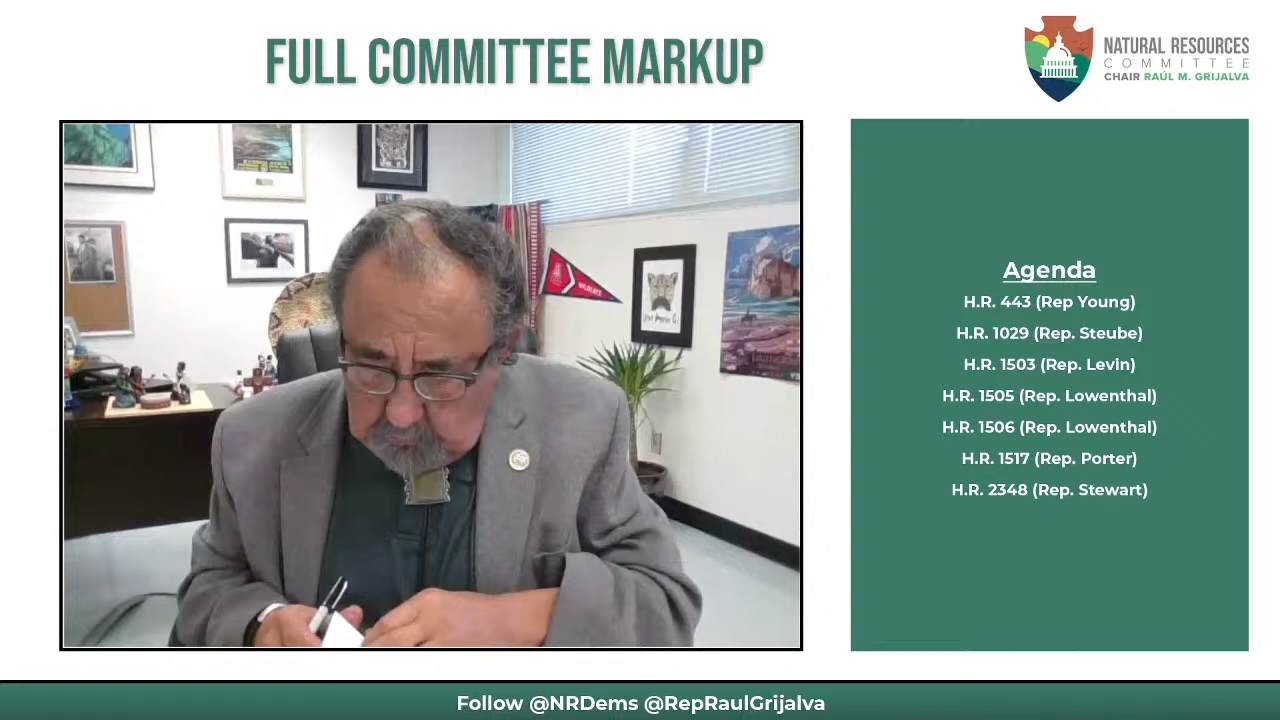 FULL COMMITTEE MARKUP
NATURAL RESOURCES
COMMITTEE
CHAIR RAÚL M. GRIJALVA
WILDCATS
Agenda
H.R. 443 (Rep Young)
H.R. 1029 (Rep. Steube)
H.R. 1503 (Rep. Levin)
H.R. 1505 (Rep. Lowenthal)
H.R. 1506 (Rep. Lowenthal)
H.R. 1517 (Rep. Porter)
H.R. 2348 (Rep. Stewart)
Follow @NRDems @RepRaulGrijalva